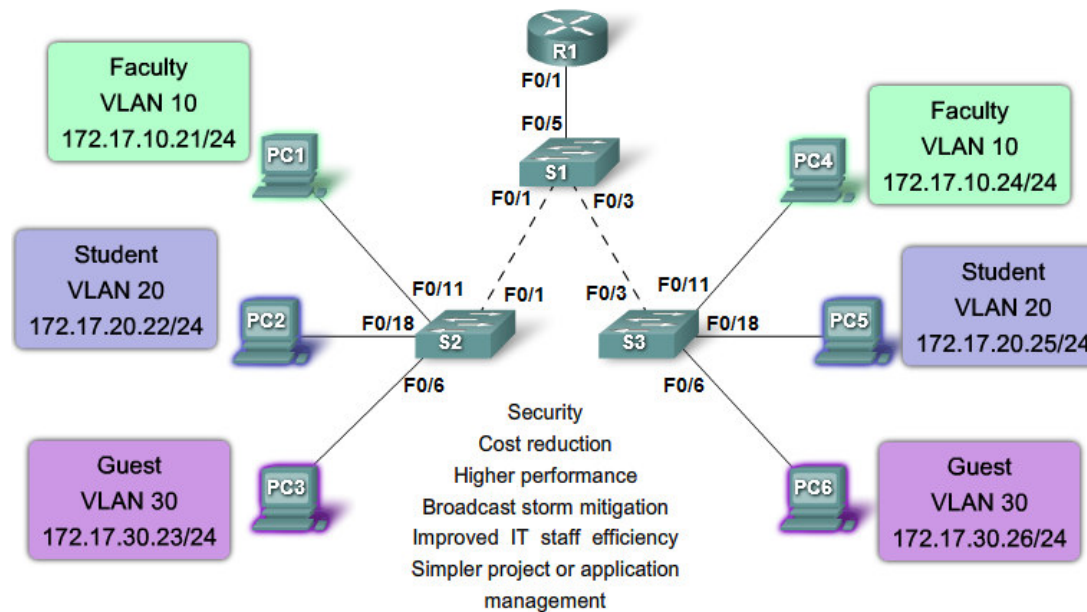 R1
F0/1
Faculty
VLAN 10
172.17.10.21/24
Faculty
VLAN 10
172.17.10.24/24
F0/5
PC1
S1
PC4
F0/1
F0/3
Student
VLAN 20
172.17.20.22/24
Student
VLAN 20
172.17.20.25/24
F0/11
F0/1
F0/3
F0/11
PC2
F0/18
S2
S3
F0/18
PC5
F0/6
F0/6
Security
Cost reduction
Higher performance
Broadcast storm mitigation
Improved IT staff efficiency
Simpler project or application
management
Guest
VLAN 30
172.17.30.23/24
PC3
PC6
Guest
VLAN 30
172.17.30.26/24